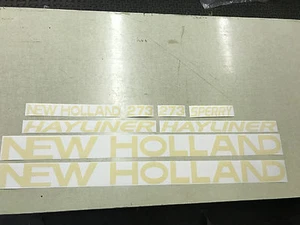 NEW HOLLAND 273 273 SPERRY
HAYLINER HAYLINER
NEW HOLLAND
NEW HOLLAND